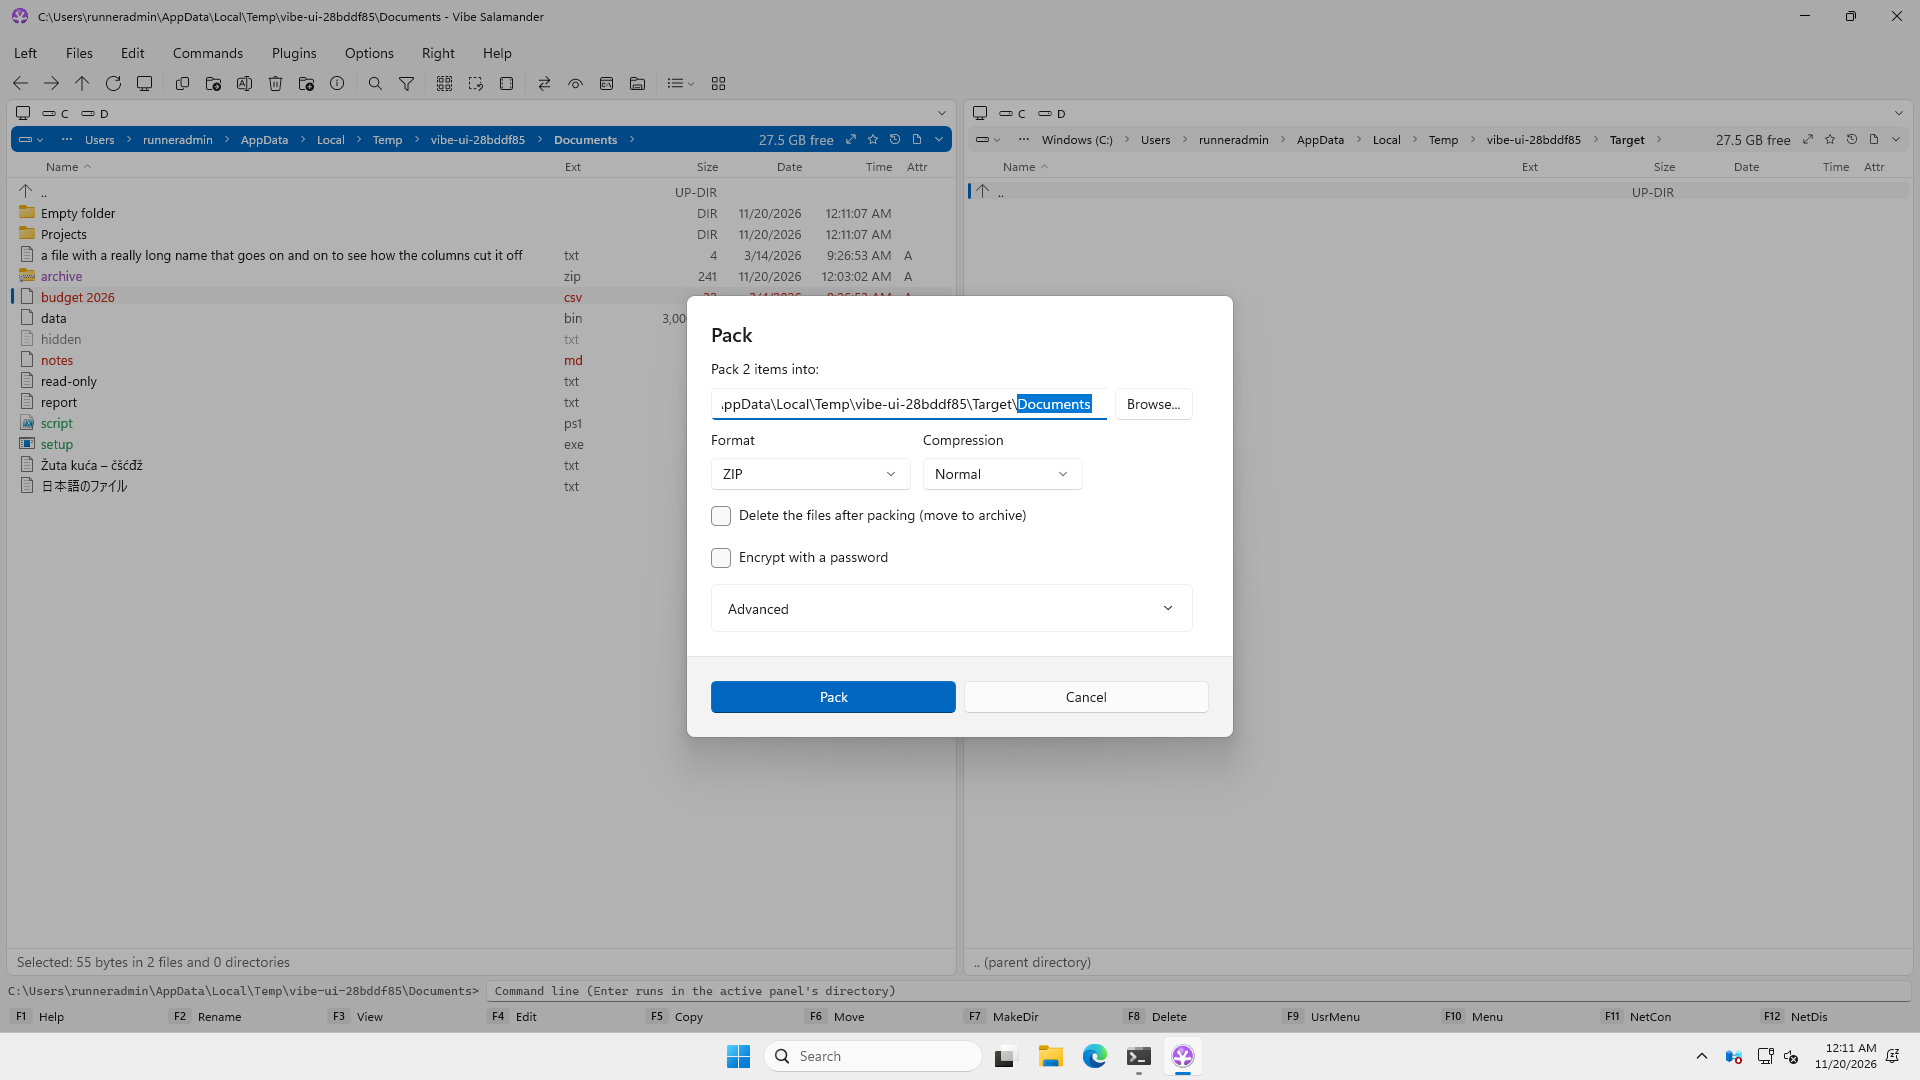 C:\Users\runneradmin\AppData\Local\Temp\vibe-ui-28bddf85\Documents - Vibe Salamander
Left Files Edit Commands Plugins Options Right Help
C D
C D
Users runneradmin AppData Local Temp vibe-ui-28bddf85 Documents 27.5 GB free
Windows (C:) Users runneradmin AppData Local Temp vibe-ui-28bddf85 Target 27.5 GB free
Name Ext Size Date Time Attr
Name Ext Size Date Time Attr
.. UP-DIR
.. UP-DIR
Empty folder DIR 11/20/2026 12:11:07 AM
Projects DIR 11/20/2026 12:11:07 AM
a file with a really long name that goes on and on to see how the columns cut it off txt 4 3/14/2026 9:26:53 AM A
archive zip 241 11/20/2026 12:03:02 AM A
budget 2026 csv
data bin 3,00
hidden txt
notes md
read-only txt
report txt
script ps1
setup exe
Žuta kuća – čšćđž txt
日本語のファイル txt
Pack
Pack 2 items into:
ppData\Local\Temp\vibe-ui-28bddf85\Target\Documents Browse...
Format Compression
ZIP Normal
Delete the files after packing (move to archive)
Encrypt with a password
Advanced
Pack Cancel
Selected: 55 bytes in 2 files and 0 directories
.. (parent directory)
C:\Users\runneradmin\AppData\Local\Temp\vibe-ui-28bddf85\Documents> Command line (Enter runs in the active panel's directory)
F1 Help F2 Rename F3 View F4 Edit F5 Copy F6 Move F7 MakeDir F8 Delete F9 UsrMenu F10 Menu F11 NetCon F12 NetDis
Search
12:11 AM
11/20/2026